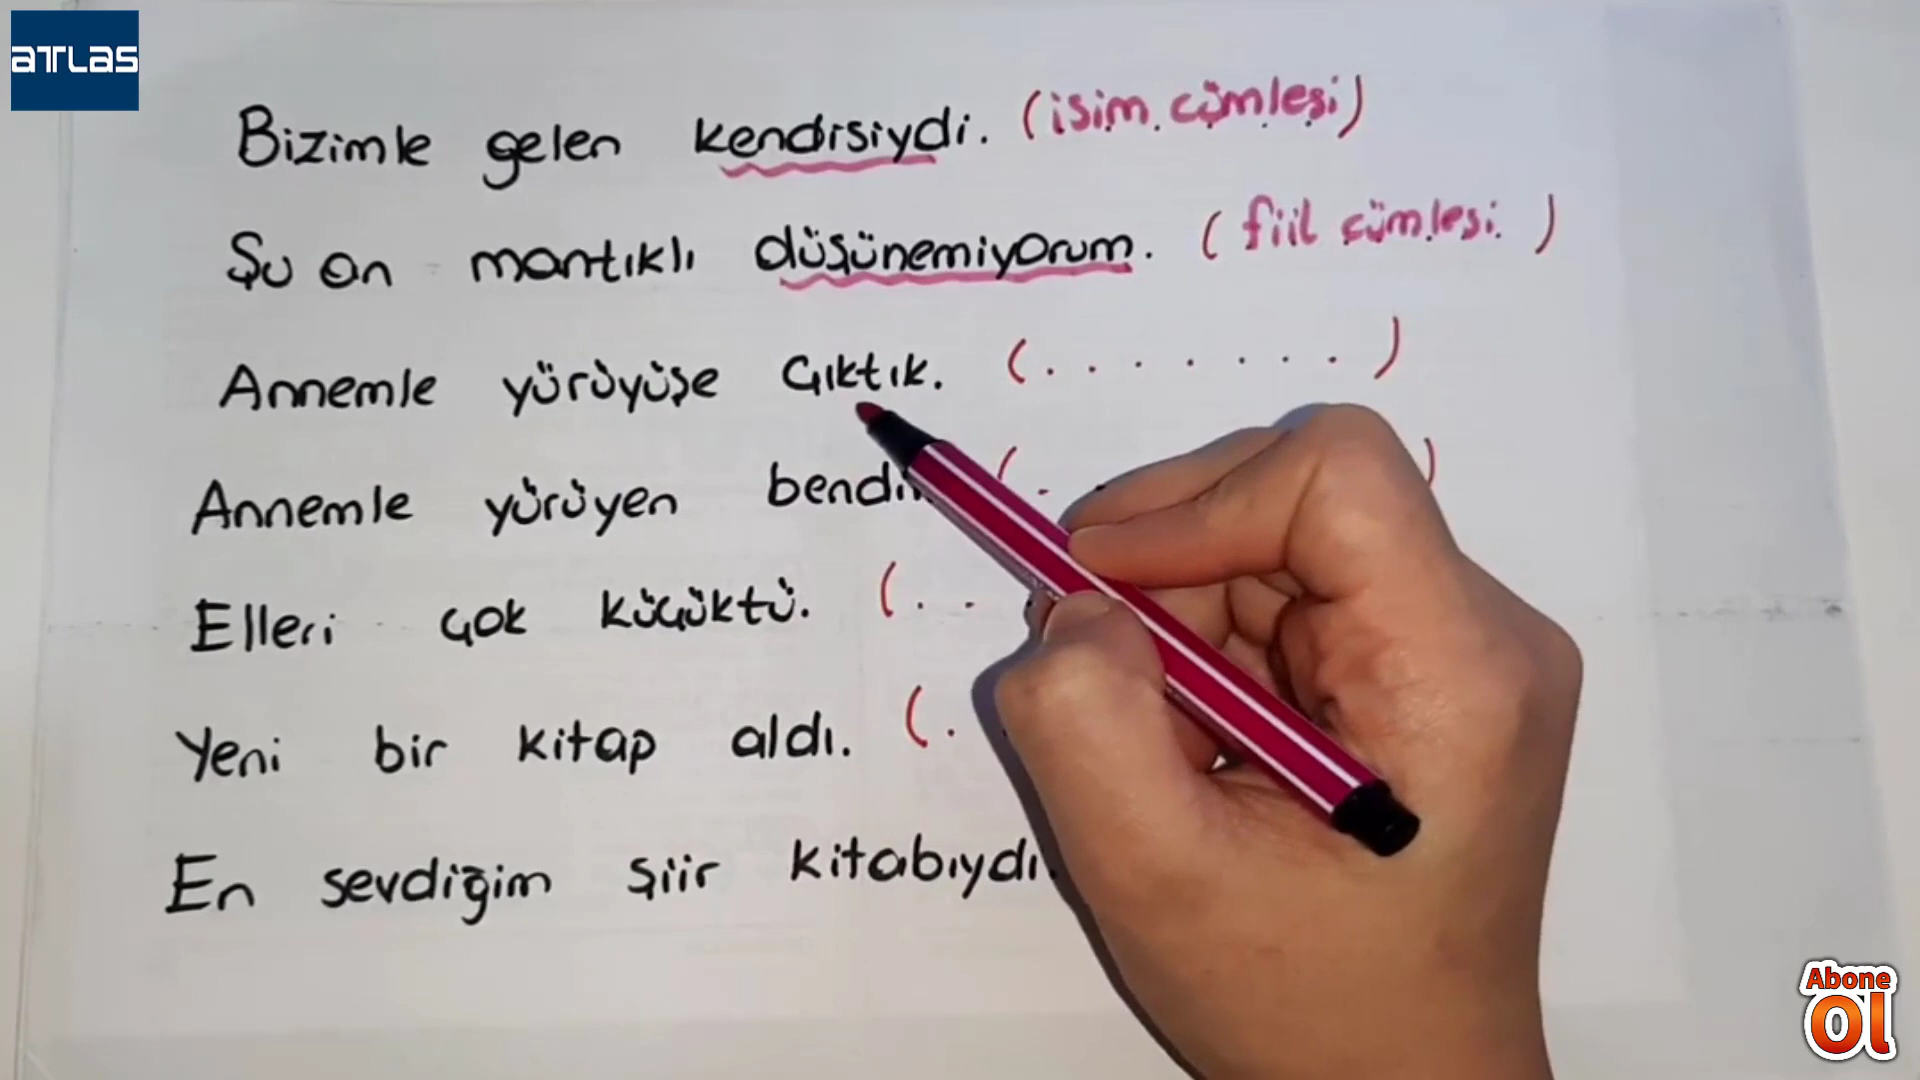 ATLAS
Bizimle gelen kendisiydi. (isim cümlesi)
Şu an mantıklı düşünemiyorum. (fiil cümlesi)
Annemle yürüyüşe çıktık. (. . . . . . .)
Annemle yürüyen (. )
Elleri çok küçüktü. (. .
Yeni bir kitap aldı. (.
En sevdiğim şiir kitabıydı.
Abone
Ol